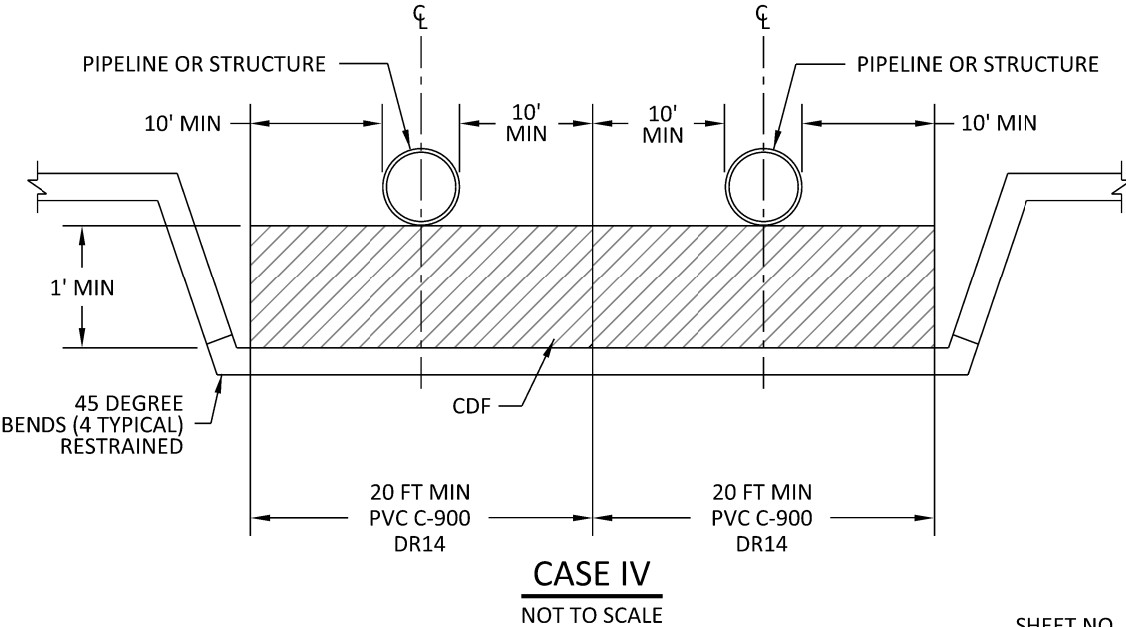 ℄
℄
PIPELINE OR STRUCTURE
PIPELINE OR STRUCTURE
10' MIN
10'
MIN
10'
MIN
10' MIN
1' MIN
45 DEGREE
BENDS (4 TYPICAL)
RESTRAINED
CDF
20 FT MIN
PVC C-900
DR14
20 FT MIN
PVC C-900
DR14
CASE IV
NOT TO SCALE
SHEET NO